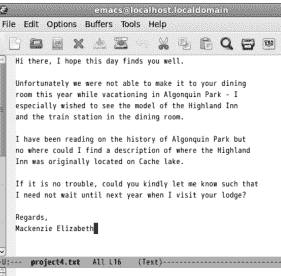 emacs@localhost.localdomain
File Edit Options Buffers Tools Help
Hi there, I hope this day finds you well.
Unfortunately we were not able to make it to your dining
room this year while vacationing in Algonquin Park - I
especially wished to see the model of the Highland Inn
and the train station in the dining room.
I have been reading on the history of Algonquin Park but
no where could I find a description of where the Highland
Inn was originally located on Cache lake.
If it is no trouble, could you kindly let me know such that
I need not wait until next year when I visit your lodge?
Regards,
Mackenzie Elizabeth
-U:--- project4.txt All L16 (Text)